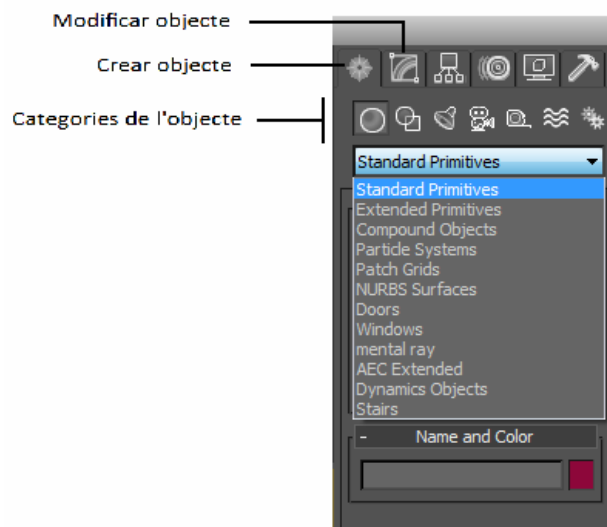 Modificar objecte
Crear objecte
Categories de l'objecte
Standard Primitives
Standard Primitives
Extended Primitives
Compound Objects
Particle Systems
Patch Grids
NURBS Surfaces
Doors
Windows
mental ray
AEC Extended
Dynamics Objects
Stairs
- Name and Color